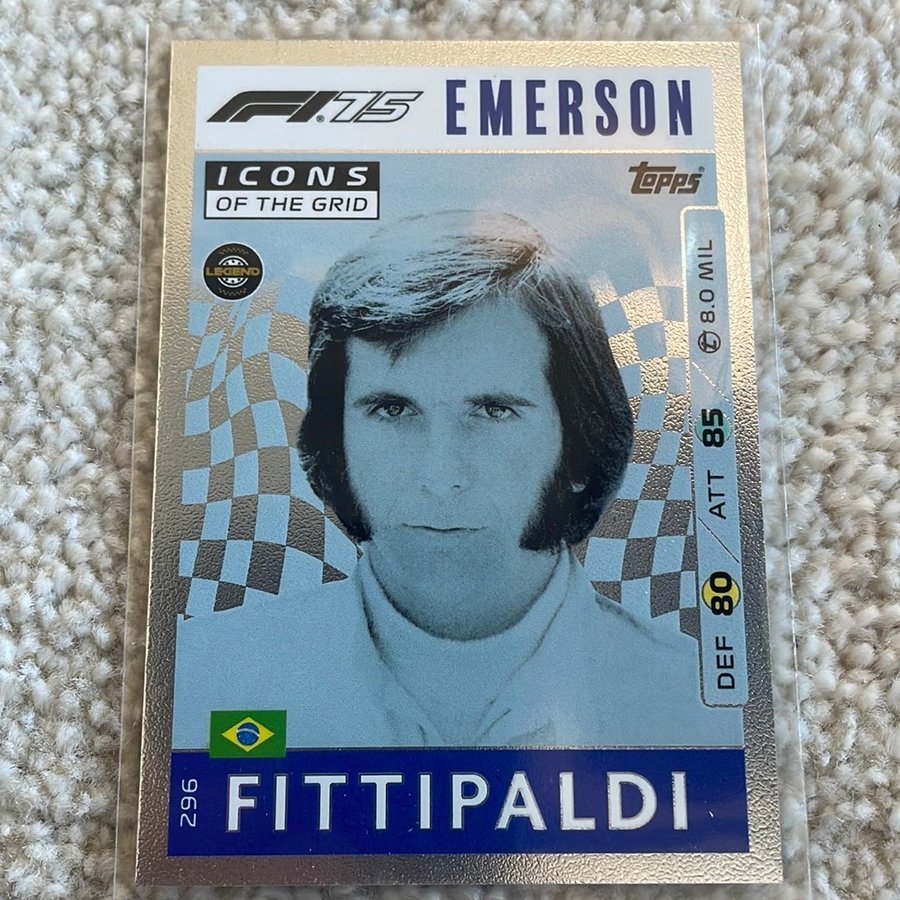 F1® 75 EMERSON
ICONS
OF THE GRID
Topps®
LEGEND
DEF 80 / ATT 85 / 8.0 MIL
296
FITTIPALDI